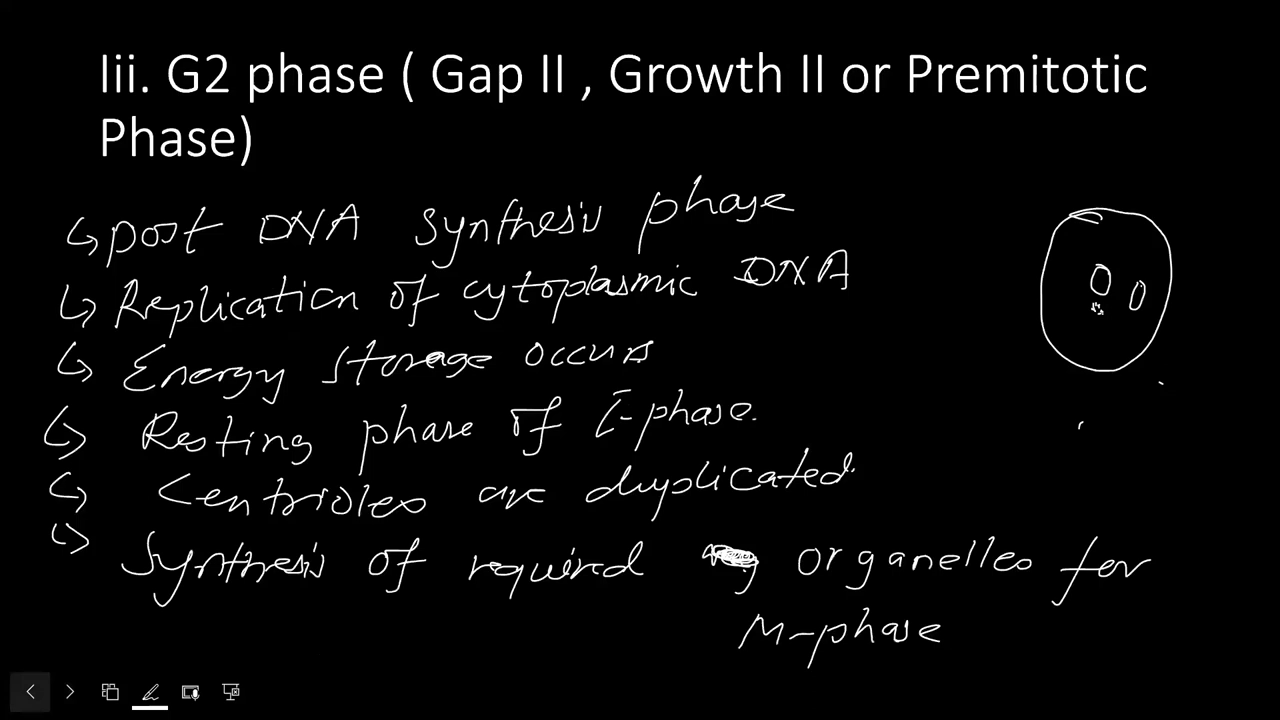 Iii. G2 phase ( Gap II , Growth II or Premitotic
Phase)
↳ post DNA synthesis phase
↳ Replication of cytoplasmic DNA
↳ Energy storage occurs
↳ Resting phase of I-phase.
↳ Centrioles are duplicated
↳ Synthesis of required organelles for
M-phase